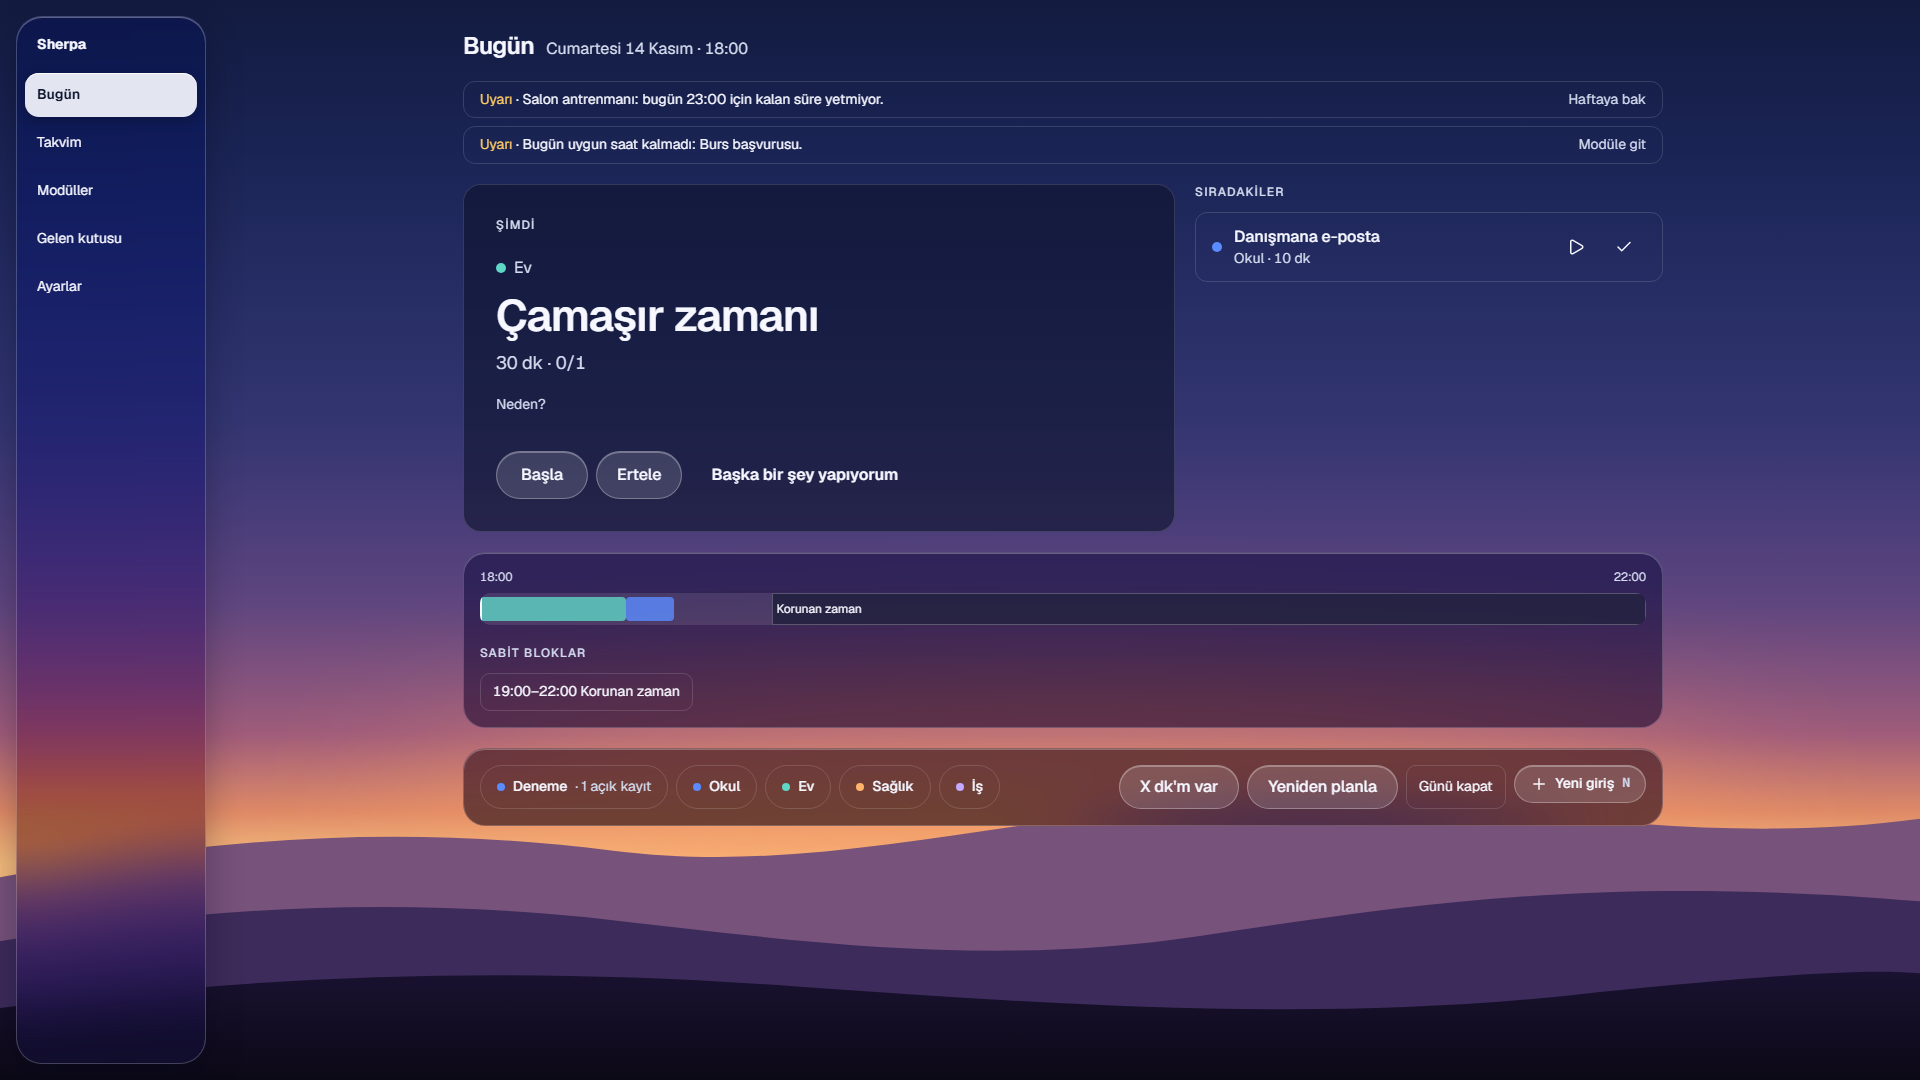 Sherpa
Bugün
Takvim
Modüller
Gelen kutusu
Ayarlar
Bugün Cumartesi 14 Kasım · 18:00
Uyarı · Salon antrenmanı: bugün 23:00 için kalan süre yetmiyor. Haftaya bak
Uyarı · Bugün uygun saat kalmadı: Burs başvurusu. Modüle git
ŞİMDİ
Ev
Çamaşır zamanı
30 dk · 0/1
Neden?
Başla Ertele Başka bir şey yapıyorum
SIRADAKİLER
Danışmana e-posta
Okul · 10 dk
18:00 22:00
Korunan zaman
SABİT BLOKLAR
19:00–22:00 Korunan zaman
Deneme · 1 açık kayıt Okul Ev Sağlık İş X dk'm var Yeniden planla Günü kapat Yeni giriş N